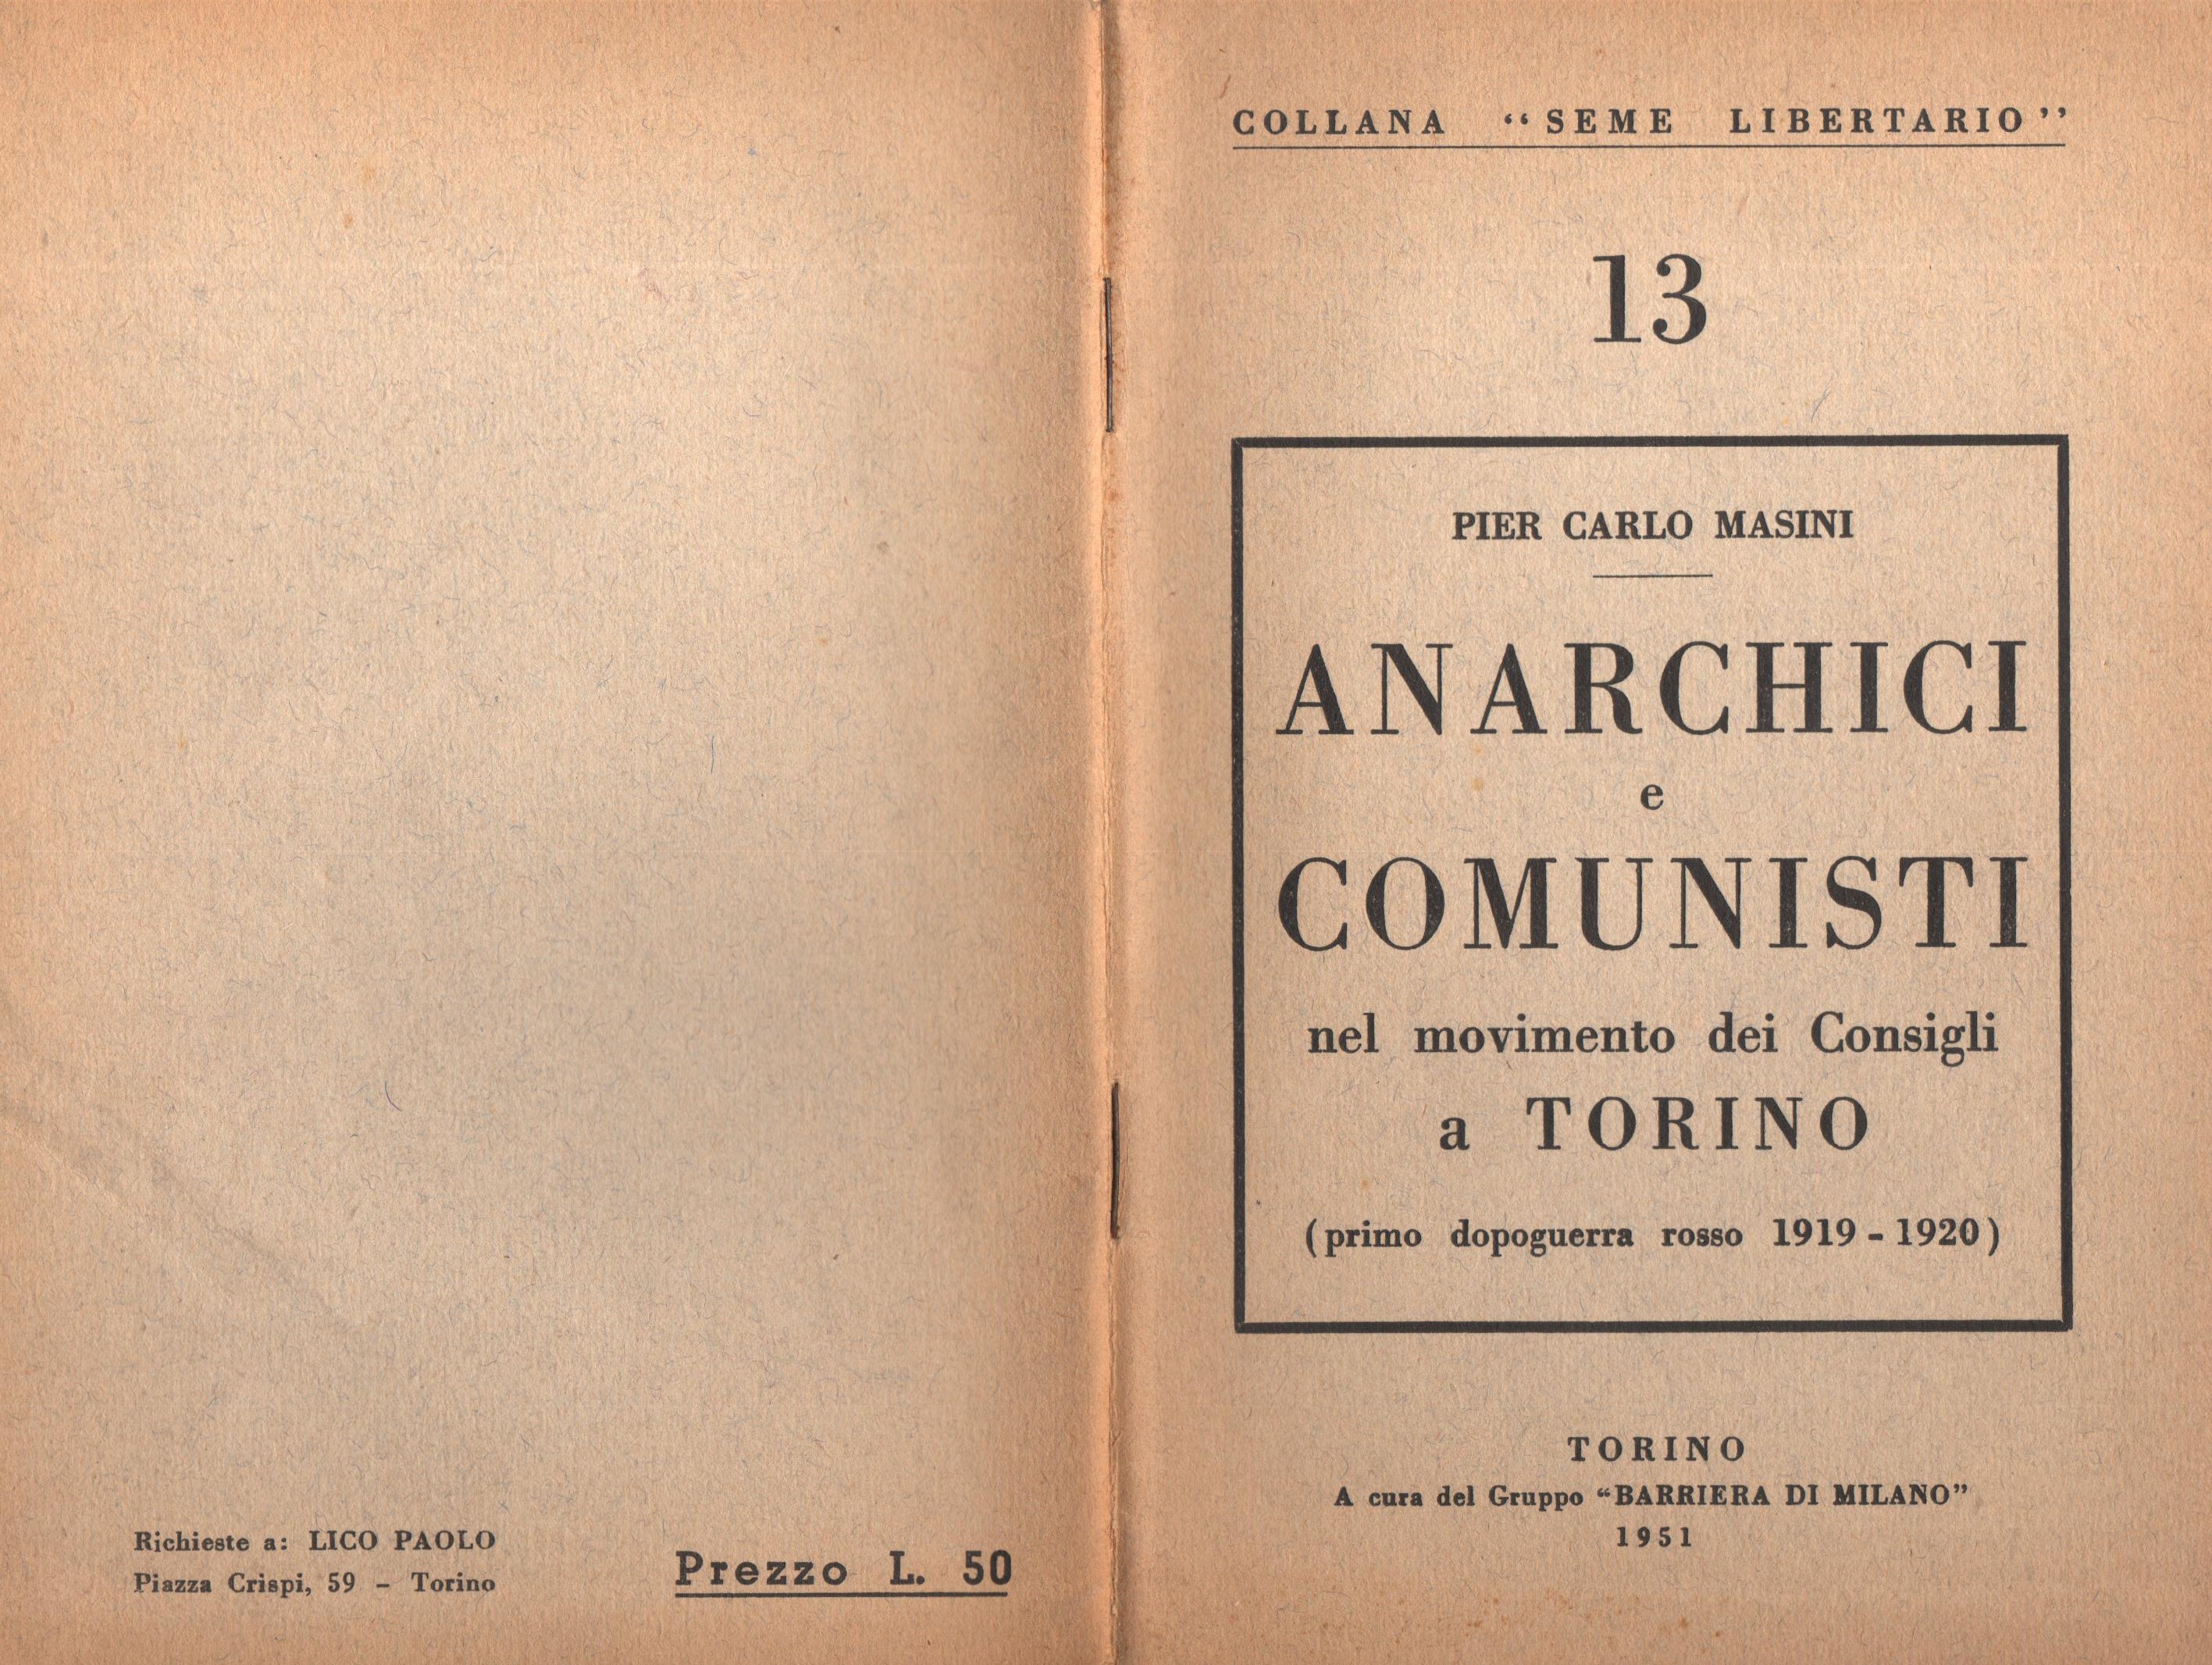 COLLANA “SEME LIBERTARIO”
13
PIER CARLO MASINI
ANARCHICI
e
COMUNISTI
nel movimento dei Consigli
a TORINO
(primo dopoguerra rosso 1919-1920)
TORINO
A cura del Gruppo “BARRIERA DI MILANO”
1951
Richieste a: LICO PAOLO
Piazza Crispi, 59 - Torino
Prezzo L. 50